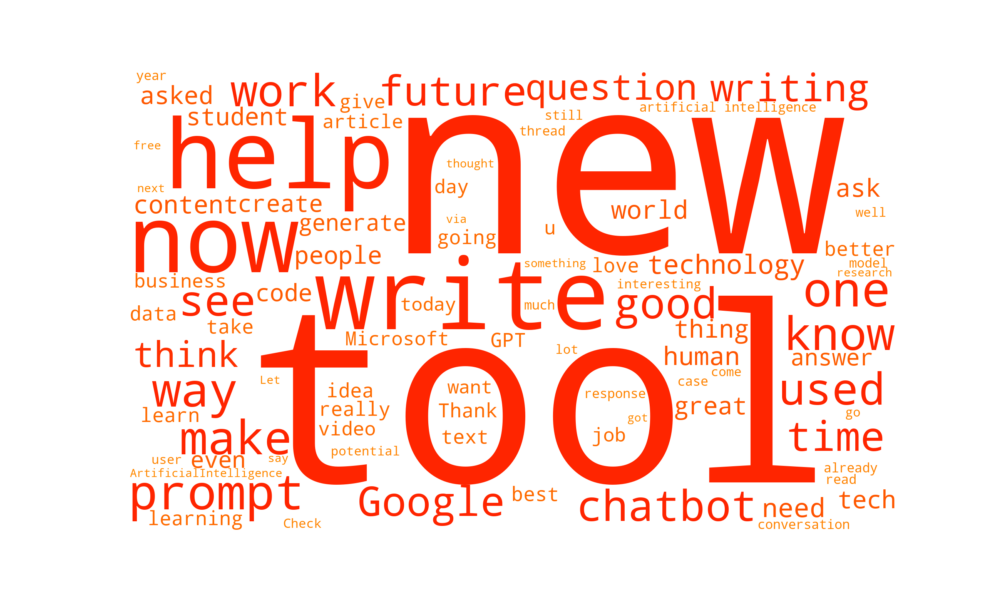 year
asked work give future question writing
student article still artificial intelligence
thread
free help new
thought
next day ask
content create via world well
now generate going u better
people something love technology model
business interesting research
see code write today much good one
data take thing know
Microsoft GPT lot human answer
think tool come
way Let idea want response case used
learn really Thank great go
make video text got job time
user even say potential already
ArtificialIntelligence read
prompt Google best chatbot need tech
learning Check conversation